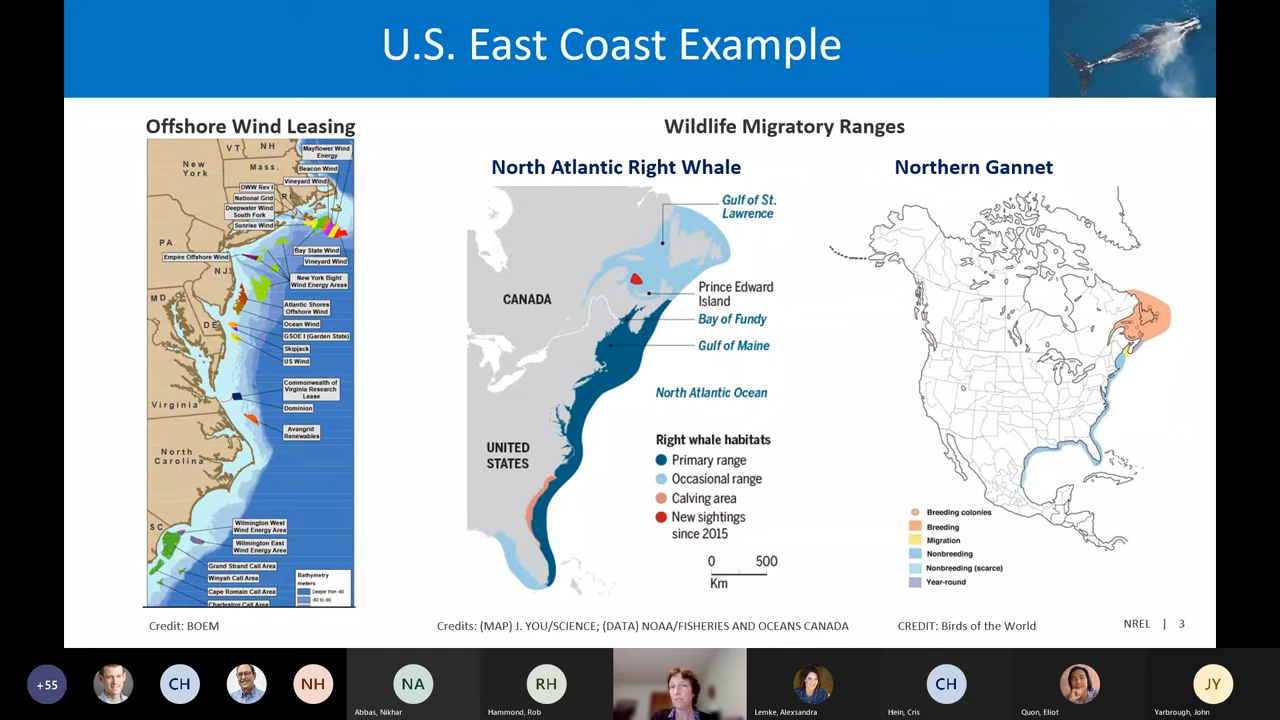 U.S. East Coast Example
Offshore Wind Leasing
VT
NH
Mayflower Wind
Energy
New
York
Mass.
Beacon Wind
Vineyard Wind
DWW Rev I
RI
National Grid
Deepwater Wind
South Fork
Sunrise Wind
PA
Bay State Wind
Empire Offshore Wind
Vineyard Wind
NJ
New York Bight
Wind Energy Areas
MD
Atlantic Shores
Offshore Wind
DE
Ocean Wind
GSOE I (Garden State)
Skipjack
US Wind
Commonwealth of
Virginia Research
Lease
Virginia
Dominion
Avangrid
Renewables
North
Carolina
SC
Wilmington West
Wind Energy Area
Wilmington East
Wind Energy Area
Grand Strand Call Area
Winyah Call Area
Cape Romain Call Area
Charleston Call Area
Bathymetry
meters
Deeper than -90
-60 to -90
Credit: BOEM
Wildlife Migratory Ranges
North Atlantic Right Whale
Gulf of St.
Lawrence
CANADA
Prince Edward
Island
Bay of Fundy
Gulf of Maine
North Atlantic Ocean
UNITED
STATES
Right whale habitats
Primary range
Occasional range
Calving area
New sightings
since 2015
0 500
Km
Credits: (MAP) J. YOU/SCIENCE; (DATA) NOAA/FISHERIES AND OCEANS CANADA
Northern Gannet
Breeding colonies
Breeding
Migration
Nonbreeding
Nonbreeding (scarce)
Year-round
CREDIT: Birds of the World
NREL | 3
+55
CH
NH
NA
Abbas, Nikhar
RH
Hammond, Rob
Lemke, Alexsandra
CH
Hein, Cris
Quon, Eliot
JY
Yarbrough, John